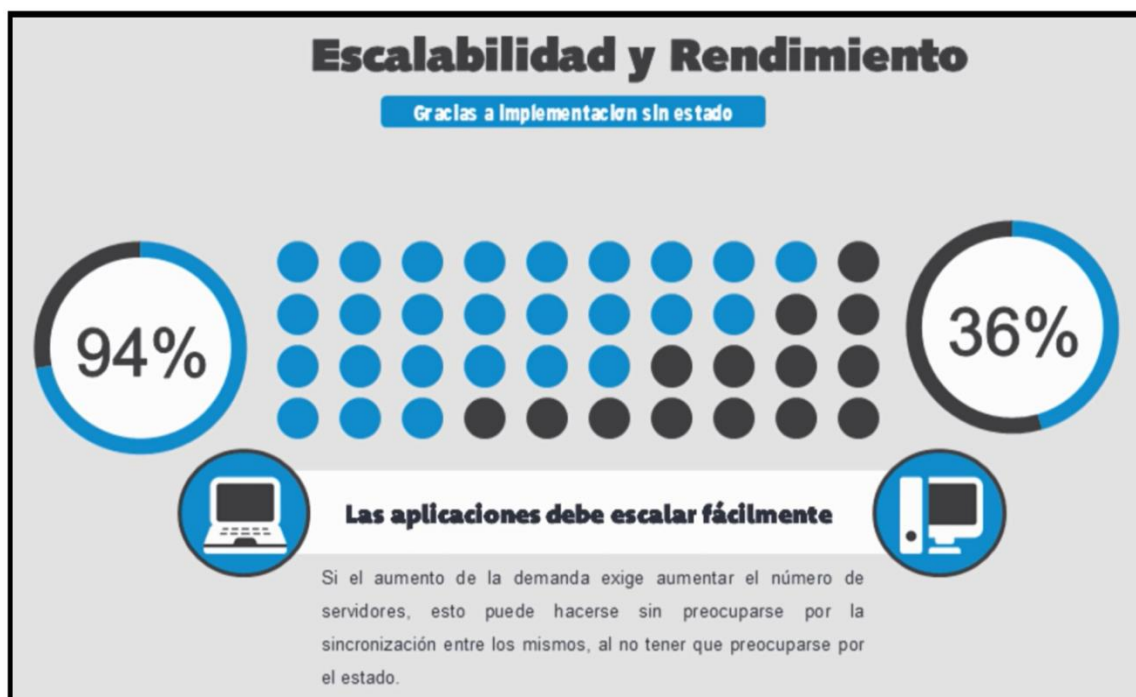 Escalabilidad y Rendimiento
Gracias a implementación sin estado
94%
36%
Las aplicaciones debe escalar fácilmente
Si el aumento de la demanda exige aumentar el número de
servidores, esto puede hacerse sin preocuparse por la
sincronización entre los mismos, al no tener que preocuparse por
el estado.